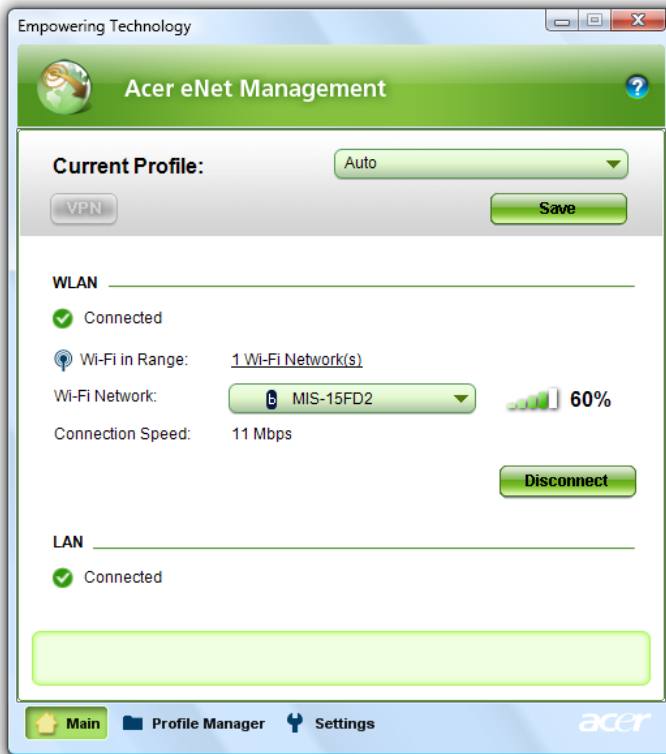 Empowering Technology
Acer eNet Management
?
Current Profile: Auto
VPN Save
WLAN
Connected
Wi-Fi in Range: 1 Wi-Fi Network(s)
Wi-Fi Network: b MIS-15FD2 60%
Connection Speed: 11 Mbps
Disconnect
LAN
Connected
Main Profile Manager Settings acer